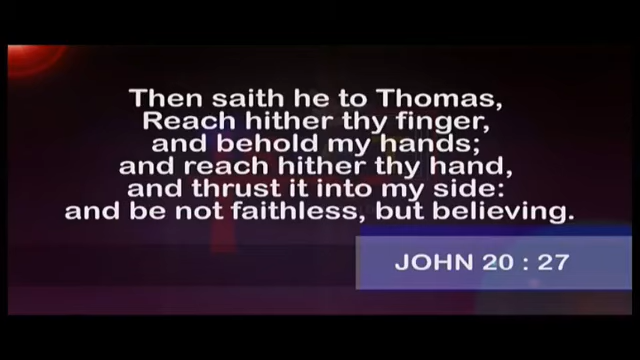 Then saith he to Thomas,
Reach hither thy finger,
and behold my hands;
and reach hither thy hand,
and thrust it into my side:
and be not faithless, but believing.
JOHN 20 : 27